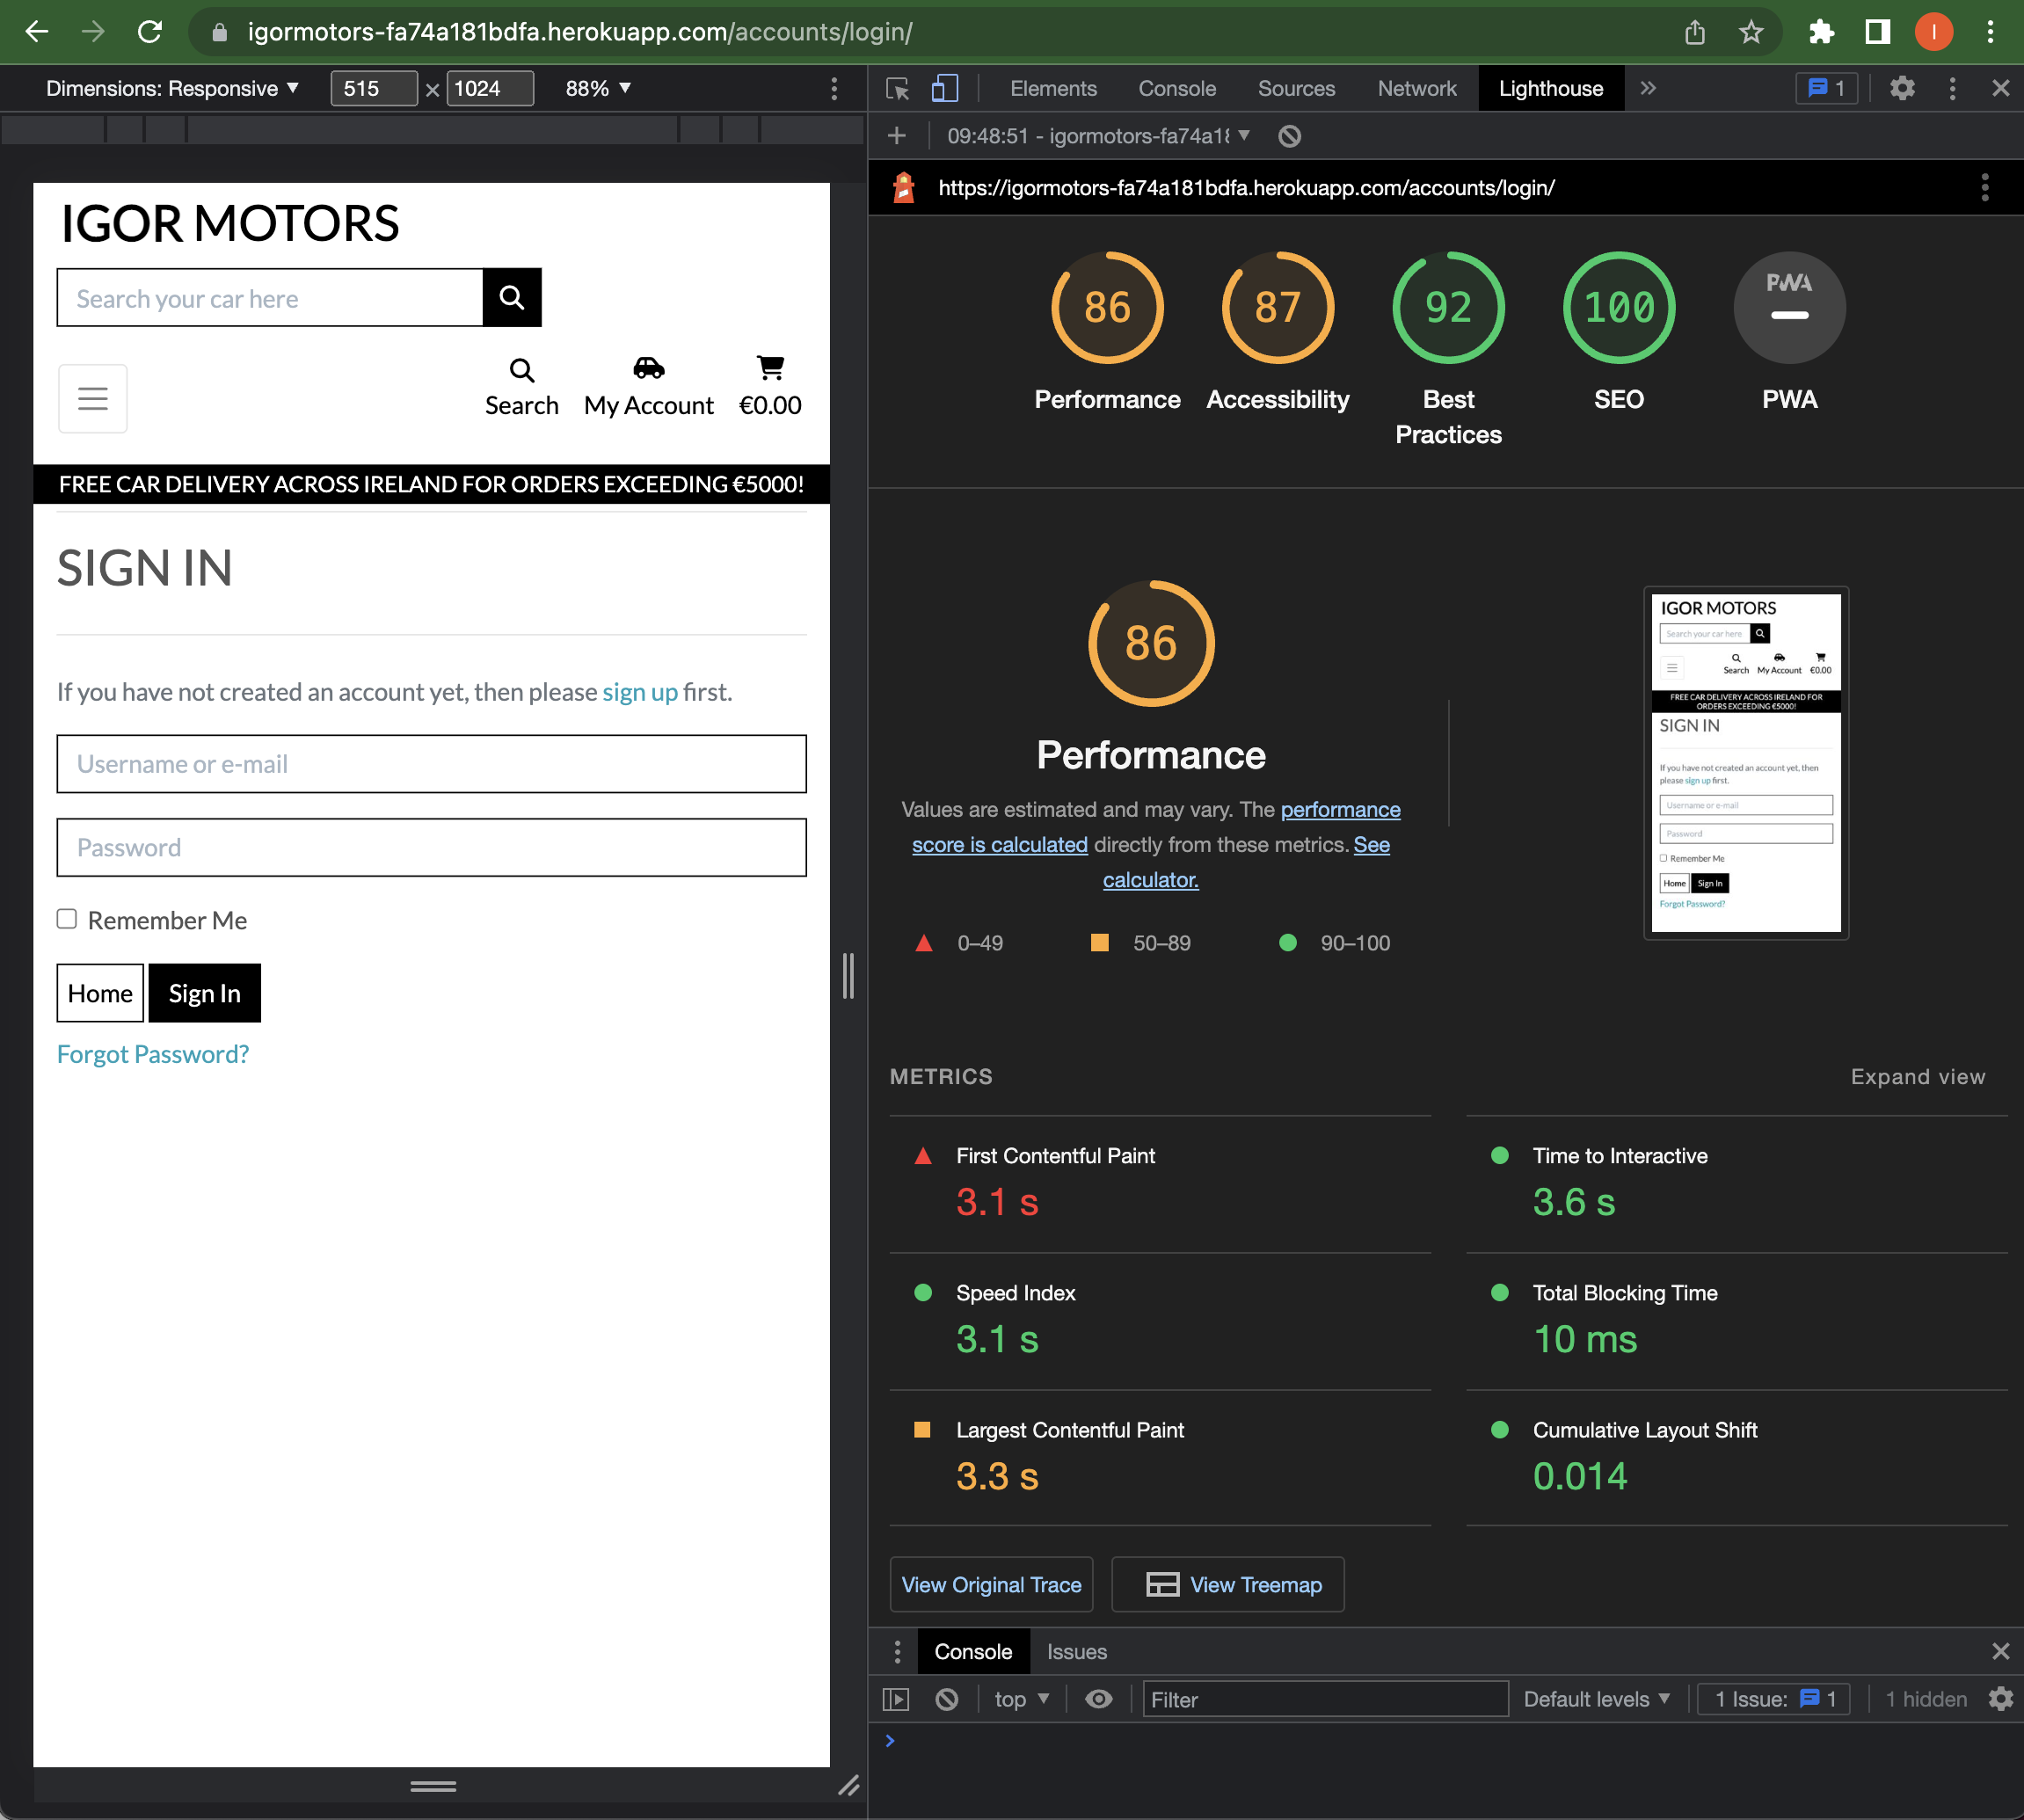 igormotors-fa74a181bdfa.herokuapp.com/accounts/login/
I
Dimensions: Responsive ▼ 515 × 1024 88% ▼
IGOR MOTORS
Search your car here
Search My Account €0.00
FREE CAR DELIVERY ACROSS IRELAND FOR ORDERS EXCEEDING €5000!
SIGN IN
If you have not created an account yet, then please sign up first.
Username or e-mail
Password
Remember Me
Home Sign In
Forgot Password?
Elements Console Sources Network Lighthouse » 1
09:48:51 - igormotors-fa74a18 ▼
https://igormotors-fa74a181bdfa.herokuapp.com/accounts/login/
86 87 92 100 PWA
Performance Accessibility Best Practices SEO PWA
86
Performance
Values are estimated and may vary. The performance
score is calculated directly from these metrics. See
calculator.
0–49 50–89 90–100
IGOR MOTORS
Search your car here
Search My Account €0.00
FREE CAR DELIVERY ACROSS IRELAND FOR
ORDERS EXCEEDING €5000!
SIGN IN
If you have not created an account yet, then
please sign up first.
Username or e-mail
Password
Remember Me
Home Sign In
Forgot Password?
METRICS Expand view
First Contentful Paint
3.1 s
Time to Interactive
3.6 s
Speed Index
3.1 s
Total Blocking Time
10 ms
Largest Contentful Paint
3.3 s
Cumulative Layout Shift
0.014
View Original Trace View Treemap
Console Issues
top ▼ Filter Default levels ▼ 1 Issue: 1 1 hidden